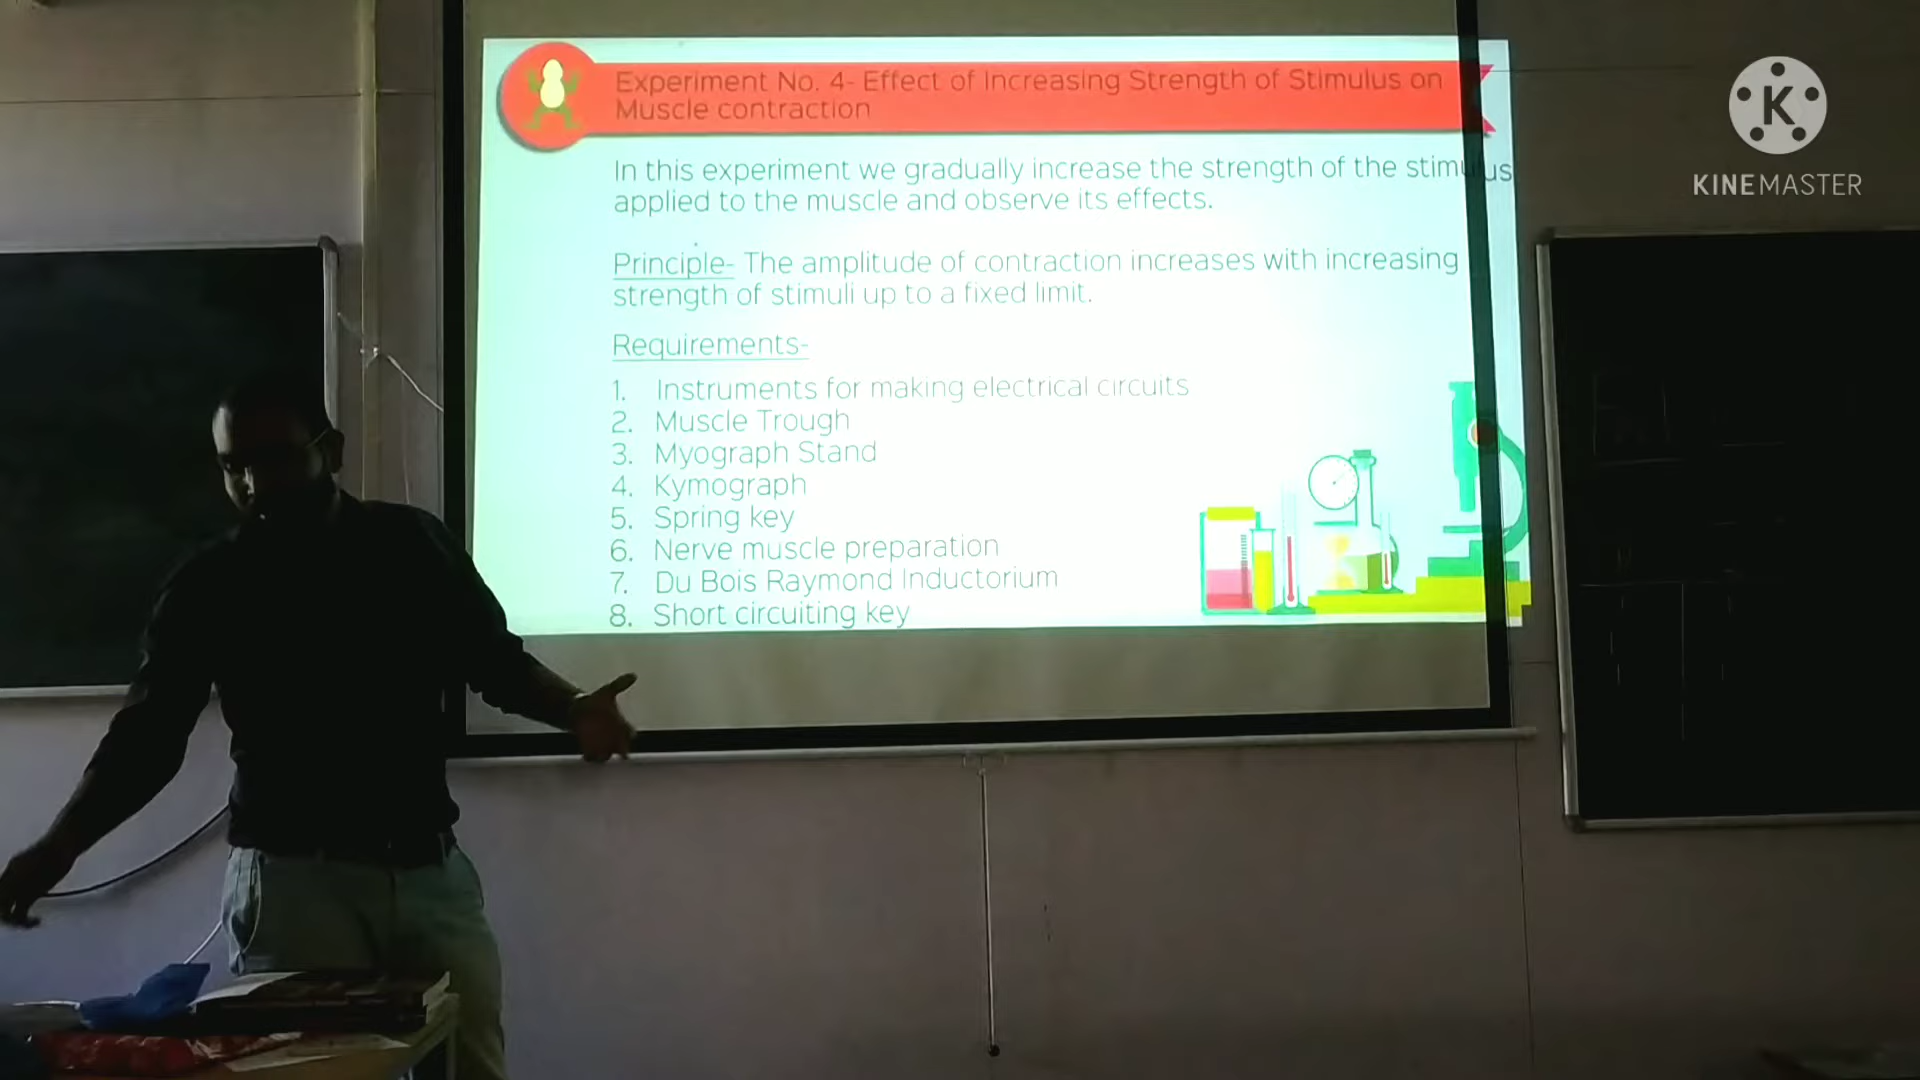 Experiment No. 4- Effect of Increasing Strength of Stimulus on
Muscle contraction
In this experiment we gradually increase the strength of the stimulus
applied to the muscle and observe its effects.
Principle- The amplitude of contraction increases with increasing
strength of stimuli up to a fixed limit.
Requirements-
1. Instruments for making electrical circuits
2. Muscle Trough
3. Myograph Stand
4. Kymograph
5. Spring key
6. Nerve muscle preparation
7. Du Bois Raymond Inductorium
8. Short circuiting key
K
KINEMASTER